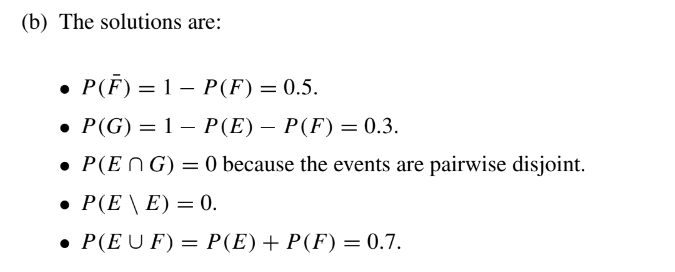 (b) The solutions are:
• P(F̄) = 1 − P(F) = 0.5.
• P(G) = 1 − P(E) − P(F) = 0.3.
• P(E ∩ G) = 0 because the events are pairwise disjoint.
• P(E \ E) = 0.
• P(E ∪ F) = P(E) + P(F) = 0.7.